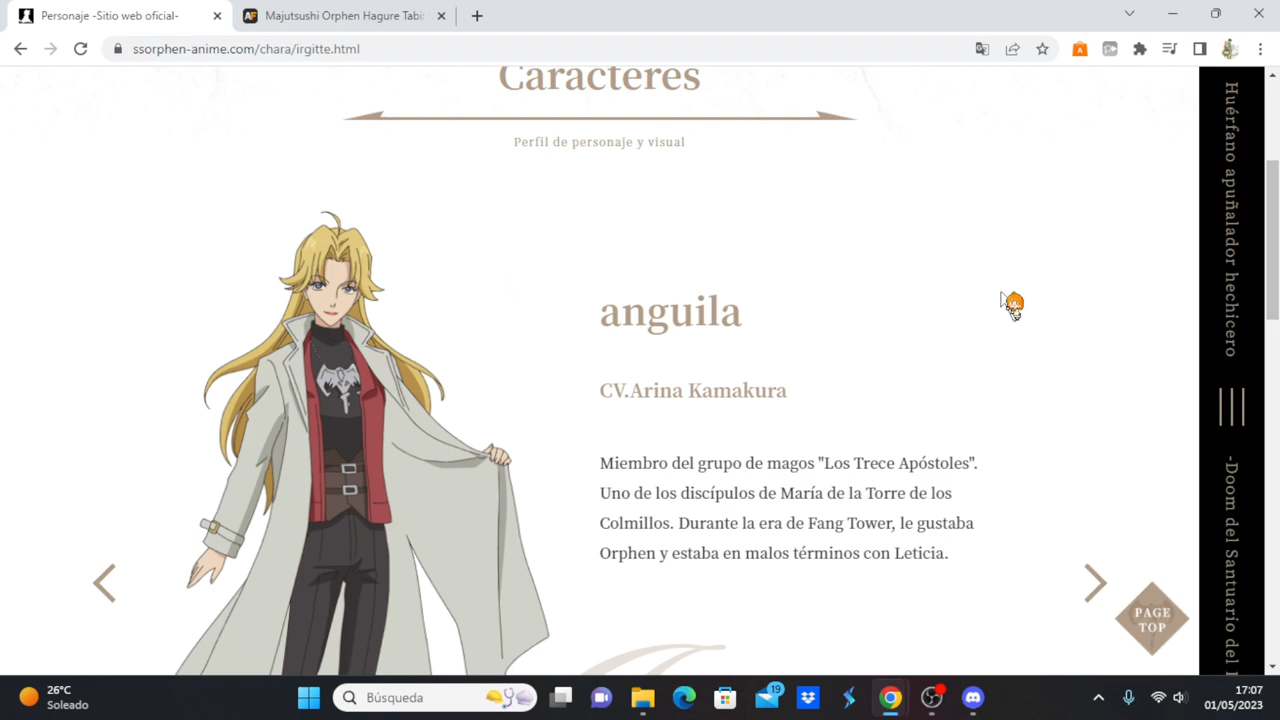 Personaje -Sitio web oficial-
Majutsushi Orphen Hagure Tabi:
ssorphen-anime.com/chara/irgitte.html
Caracteres
Perfil de personaje y visual
anguila
CV.Arina Kamakura
Miembro del grupo de magos "Los Trece Apóstoles".
Uno de los discípulos de María de la Torre de los
Colmillos. Durante la era de Fang Tower, le gustaba
Orphen y estaba en malos términos con Leticia.
PAGE
TOP
Huérfano apuñalador hechicero
-Doom del Santuario del
26°C
Soleado
Búsqueda
19
17:07
01/05/2023